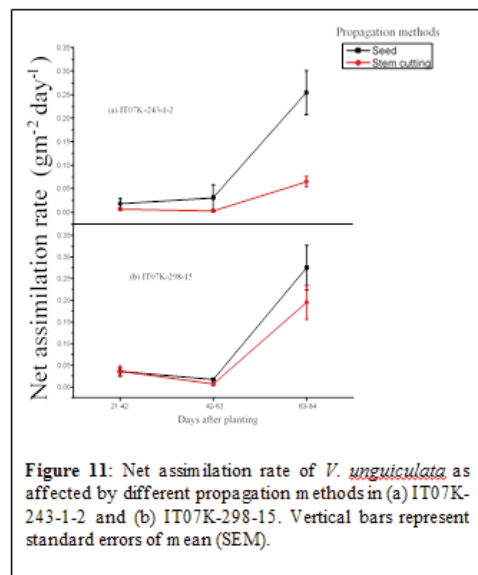 Propagation methods
Seed
Stem cutting
Net assimilation rate (gm-2 day-1)
0.35
0.30
0.25
0.20
0.15
0.10
0.05
0.00
(a) IT07K-243-1-2
0.35
0.30
0.25
0.20
0.15
0.10
0.05
0.00
(b) IT07K-298-15
21-42
42-63
63-84
Days after planting
Figure 11: Net assimilation rate of V. unguiculata as
affected by different propagation methods in (a) IT07K-
243-1-2 and (b) IT07K-298-15. Vertical bars represent
standard errors of mean (SEM).